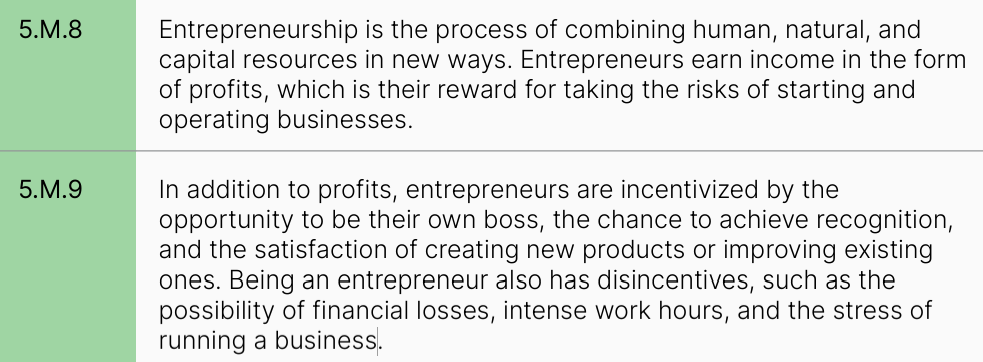 5.M.8
Entrepreneurship is the process of combining human, natural, and
capital resources in new ways. Entrepreneurs earn income in the form
of profits, which is their reward for taking the risks of starting and
operating businesses.
5.M.9
In addition to profits, entrepreneurs are incentivized by the
opportunity to be their own boss, the chance to achieve recognition,
and the satisfaction of creating new products or improving existing
ones. Being an entrepreneur also has disincentives, such as the
possibility of financial losses, intense work hours, and the stress of
running a business.